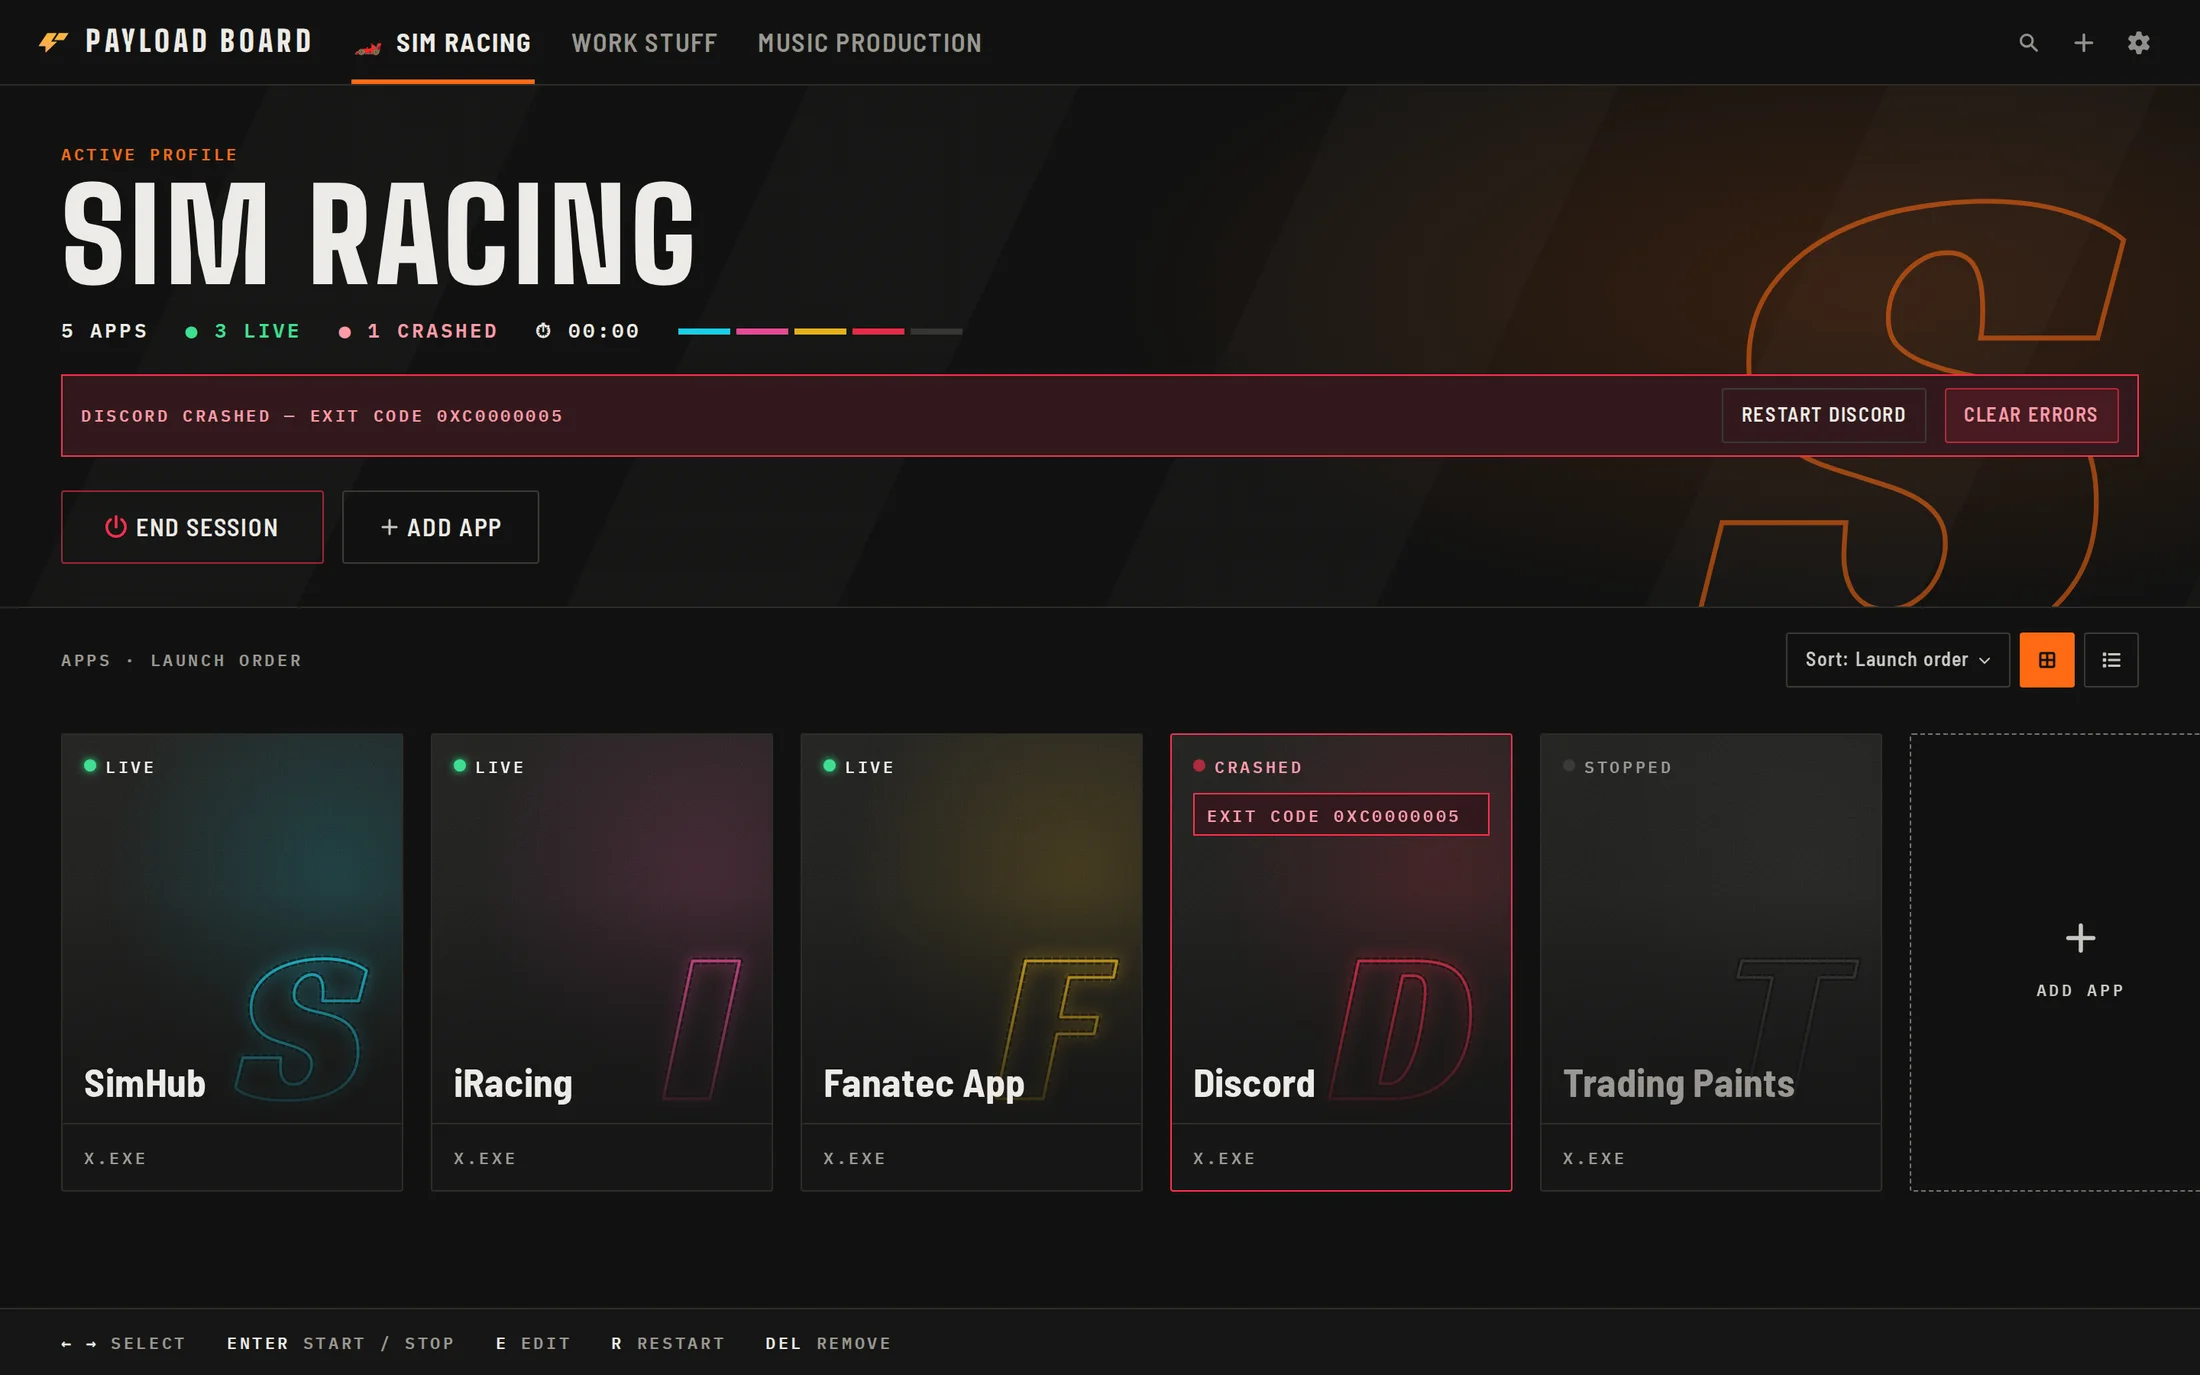 PAYLOAD BOARD
SIM RACING
WORK STUFF
MUSIC PRODUCTION
ACTIVE PROFILE
SIM RACING
5 APPS
3 LIVE
1 CRASHED
00:00
S
DISCORD CRASHED — EXIT CODE 0XC0000005
RESTART DISCORD
CLEAR ERRORS
END SESSION
+ ADD APP
APPS · LAUNCH ORDER
Sort: Launch order
LIVE
S
SimHub
X.EXE
LIVE
I
iRacing
X.EXE
LIVE
F
Fanatec App
X.EXE
CRASHED
EXIT CODE 0XC0000005
D
Discord
X.EXE
STOPPED
T
Trading Paints
X.EXE
+
ADD APP
← → SELECT
ENTER START / STOP
E EDIT
R RESTART
DEL REMOVE